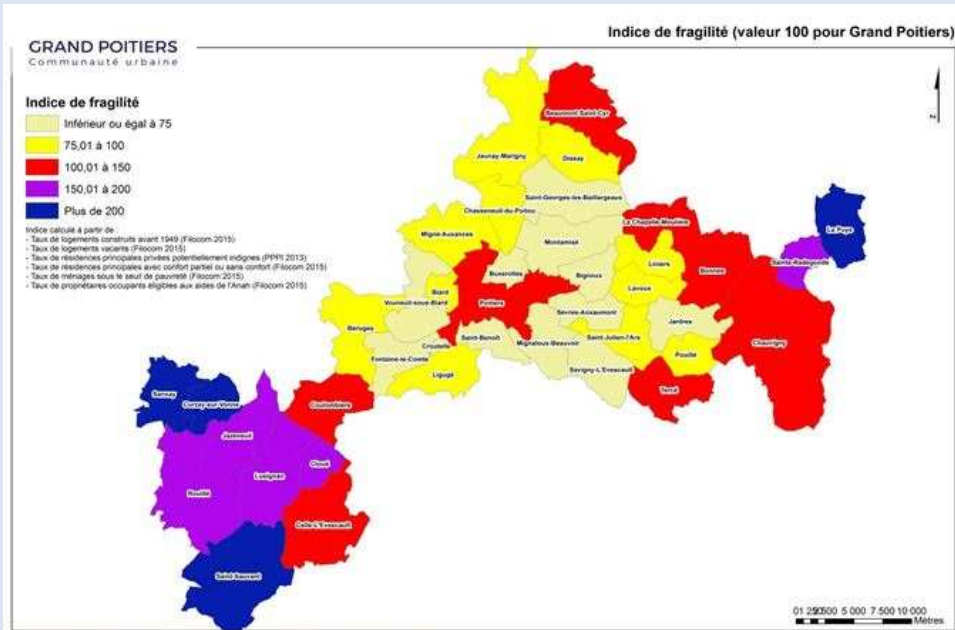 Indice de fragilité (valeur 100 pour Grand Poitiers)
GRAND POITIERS
Communauté urbaine
Indice de fragilité
Inférieur ou égal à 75
75,01 à 100
100,01 à 150
150,01 à 200
Plus de 200
Indice calculé à partir de :
- Taux de logements construits avant 1949 (Filocom 2015)
- Taux de logements vacants (Filocom 2015)
- Taux de résidences principales privées potentiellement indignes (PPPI 2013)
- Taux de résidences principales avec confort partiel ou sans confort (Filocom 2015)
- Taux de ménages sous le seuil de pauvreté (Filocom 2015)
- Taux de propriétaires occupants éligibles aux aides de l'Anah (Filocom 2015)
N
Beaumont Saint-Cyr
Jaunay-Marigny
Dissay
Saint-Georges-les-Baillargeaux
Chasseneuil-du-Poitou
La Chapelle-Moulière
La Puye
Migné-Auxances
Montamisé
Sainte-Radegonde
Liniers
Bonnes
Buxerolles
Bignoux
Biard
Lavoux
Vouneuil-sous-Biard
Poitiers
Sèvres-Anxaumont
Jardres
Béruges
Saint-Benoît
Saint-Julien-l'Ars
Croutelle
Mignaloux-Beauvoir
Chauvigny
Fontaine-le-Comte
Pouillé
Ligugé
Savigny-L'Evescault
Tercé
Sanxay
Curzay-sur-Vonne
Coulombiers
Jazeneuil
Cloué
Lusignan
Rouillé
Celle-L'Evescault
Saint-Sauvant
5 000 7 500 10 000
Mètres